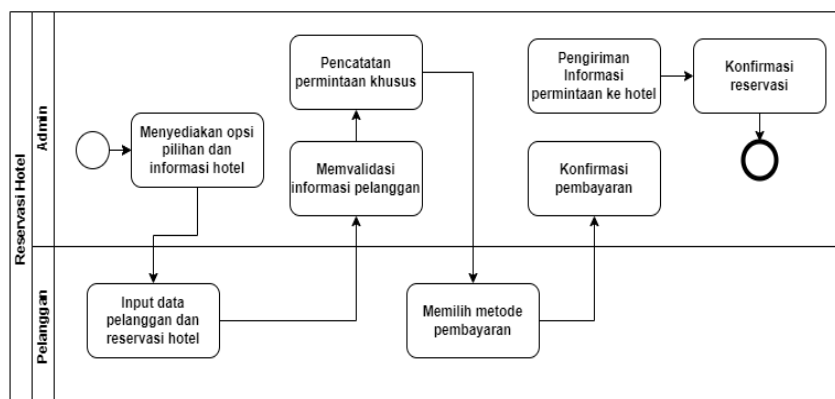 Reservasi Hotel
Admin
Menyediakan opsi
pilihan dan
informasi hotel
Pencatatan
permintaan khusus
Memvalidasi
informasi pelanggan
Pengiriman
Informasi
permintaan ke hotel
Konfirmasi
reservasi
Konfirmasi
pembayaran
Pelanggan
Input data
pelanggan dan
reservasi hotel
Memilih metode
pembayaran